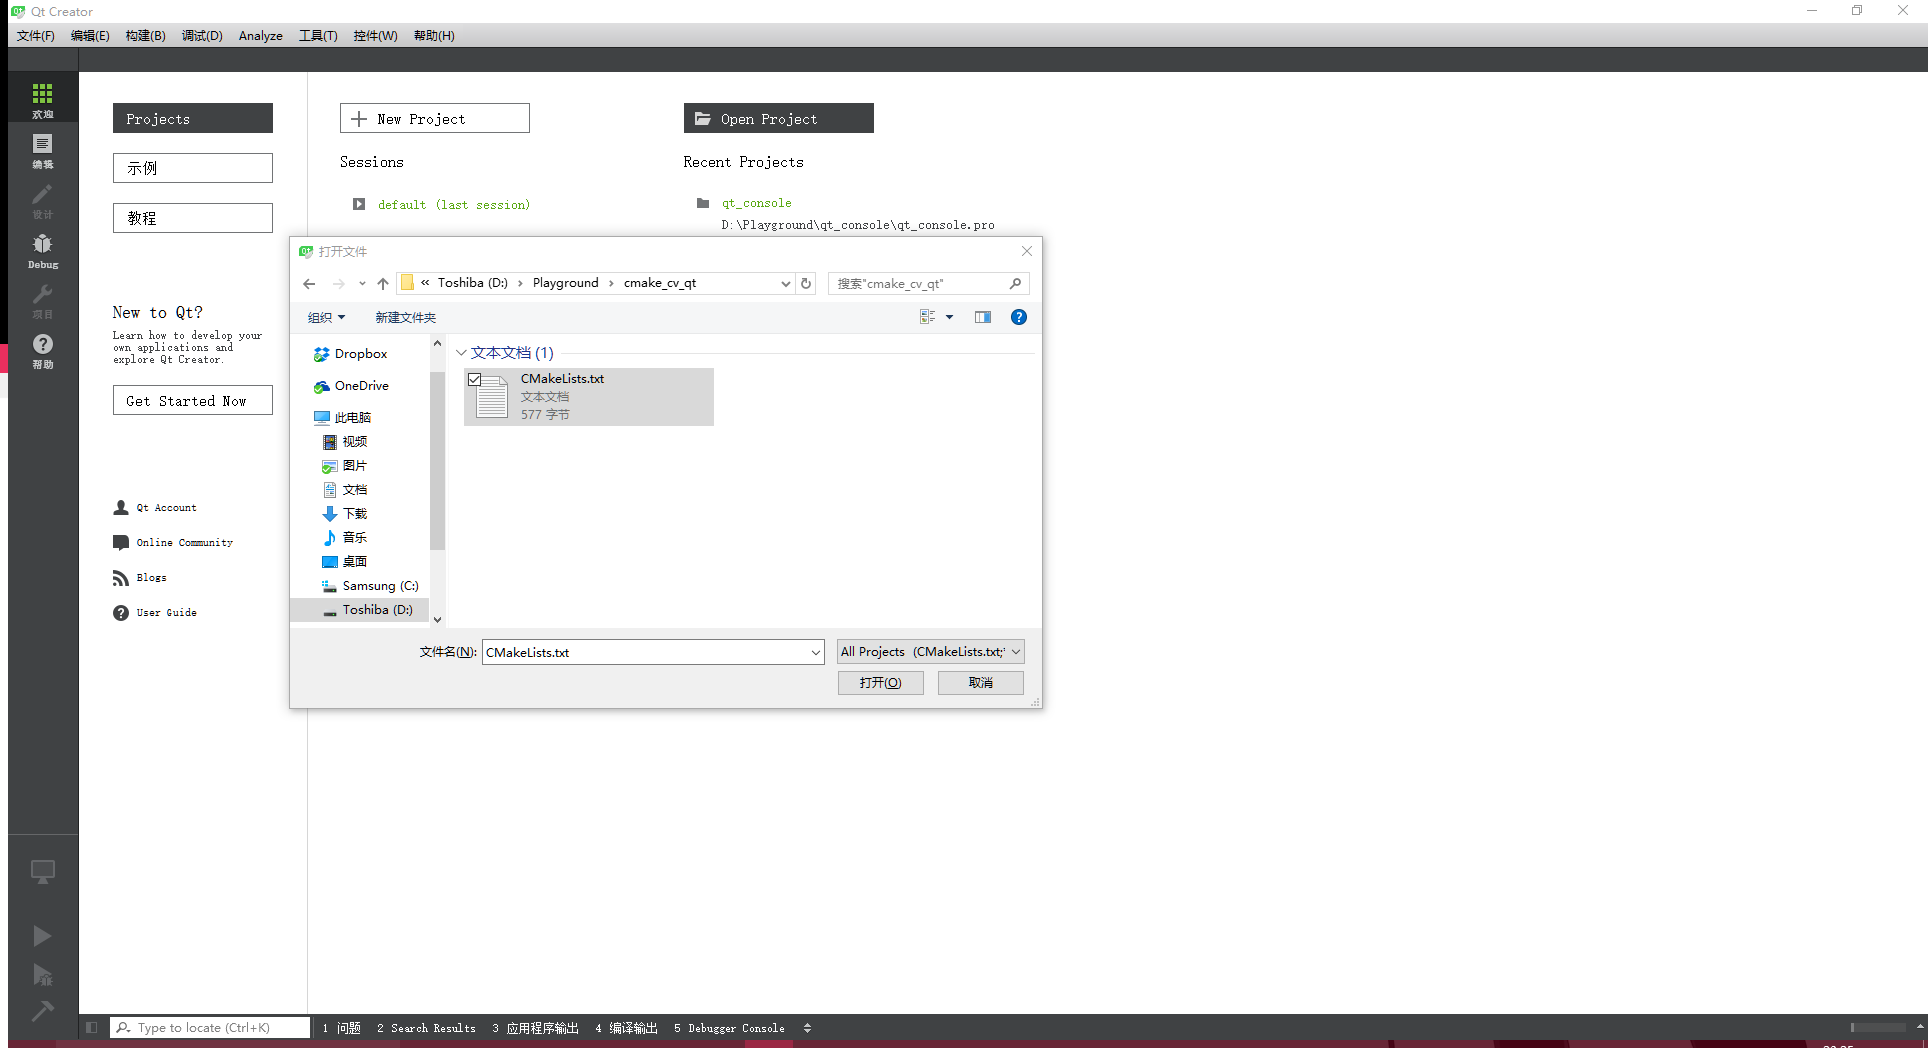 Qt Creator
文件(F) 编辑(E) 构建(B) 调试(D) Analyze 工具(T) 控件(W) 帮助(H)
欢迎
编辑
设计
Debug
项目
帮助
Projects
示例
教程
New to Qt?
Learn how to develop your
own applications and
explore Qt Creator.
Get Started Now
Qt Account
Online Community
Blogs
User Guide
New Project
Sessions
default (last session)
Open Project
Recent Projects
qt_console
D:\Playground\qt_console\qt_console.pro
打开文件
« Toshiba (D:) › Playground › cmake_cv_qt
搜索"cmake_cv_qt"
组织 新建文件夹
Dropbox
OneDrive
此电脑
视频
图片
文档
下载
音乐
桌面
Samsung (C:)
Toshiba (D:)
文本文档 (1)
CMakeLists.txt
文本文档
577 字节
文件名(N): CMakeLists.txt
All Projects (CMakeLists.txt;
打开(O) 取消
Type to locate (Ctrl+K) 1 问题 2 Search Results 3 应用程序输出 4 编译输出 5 Debugger Console